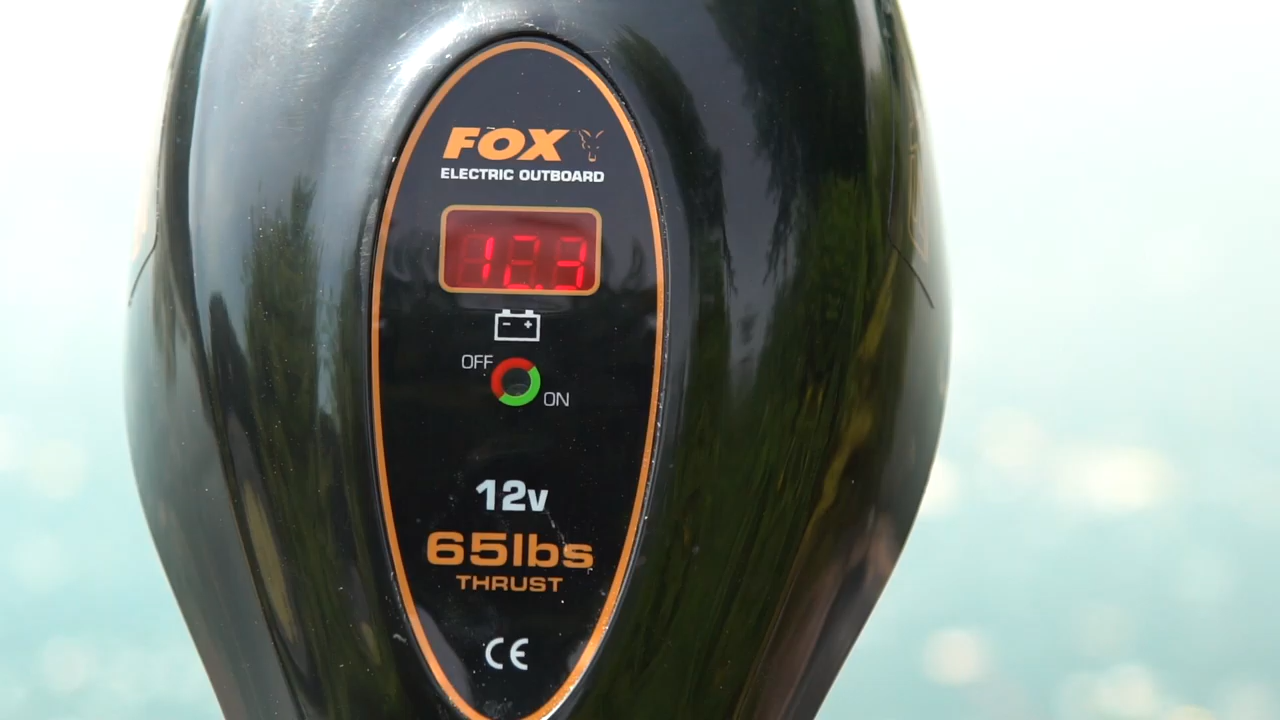 FOX
ELECTRIC OUTBOARD
12.3
- +
OFF
ON
12v
65lbs
THRUST
CE